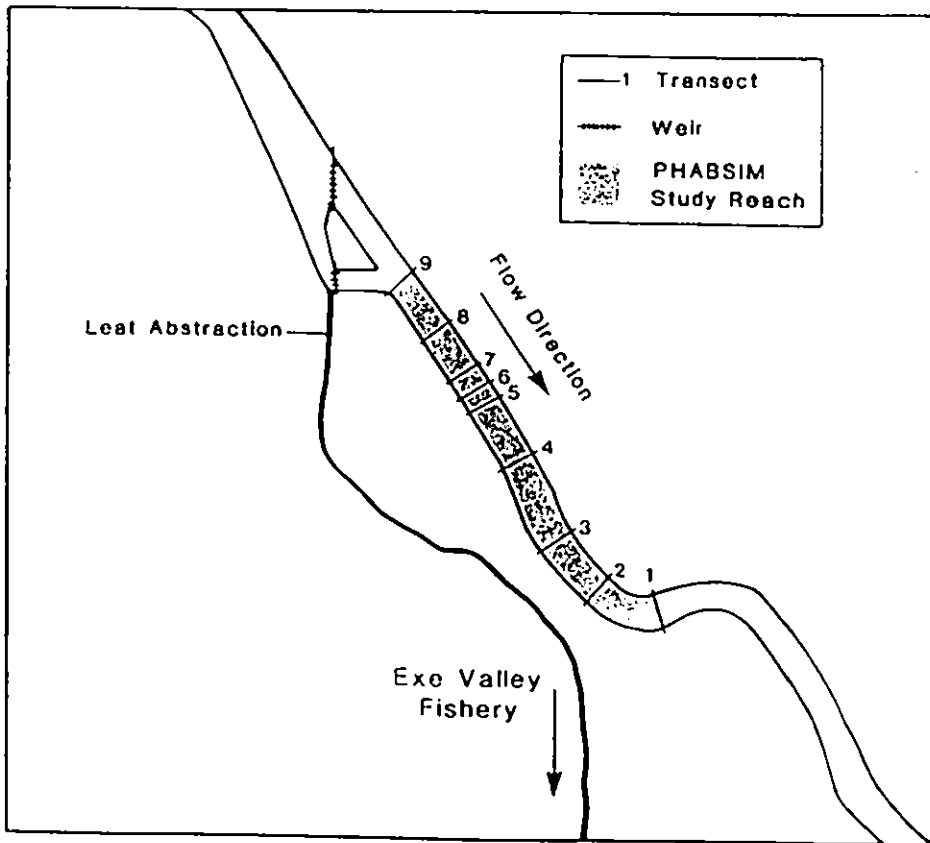 1 Transect
Weir
PHABSIM
Study Reach
9
Flow Direction
8
Leat Abstraction
7
6
5
4
3
2
1
Exe Valley
Fishery